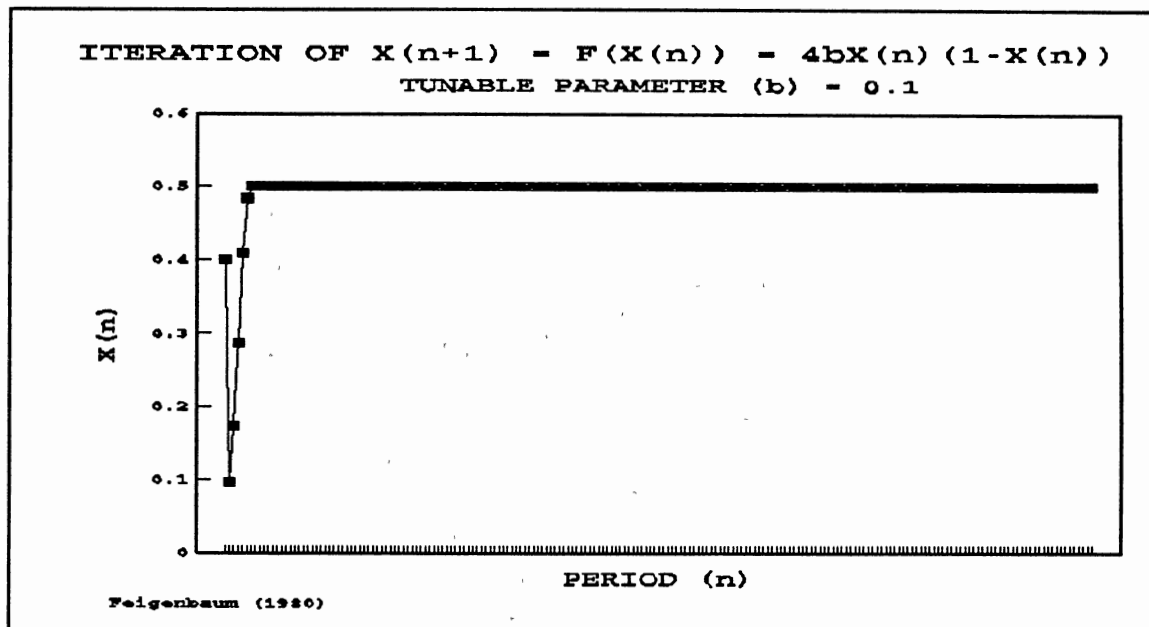 ITERATION OF X(n+1) = F(X(n)) = 4bX(n)(1-X(n))
TUNABLE PARAMETER (b) = 0.1
0.6
0.5
0.4
0.3
0.2
0.1
0
X(n)
PERIOD (n)
Feigenbaum (1980)